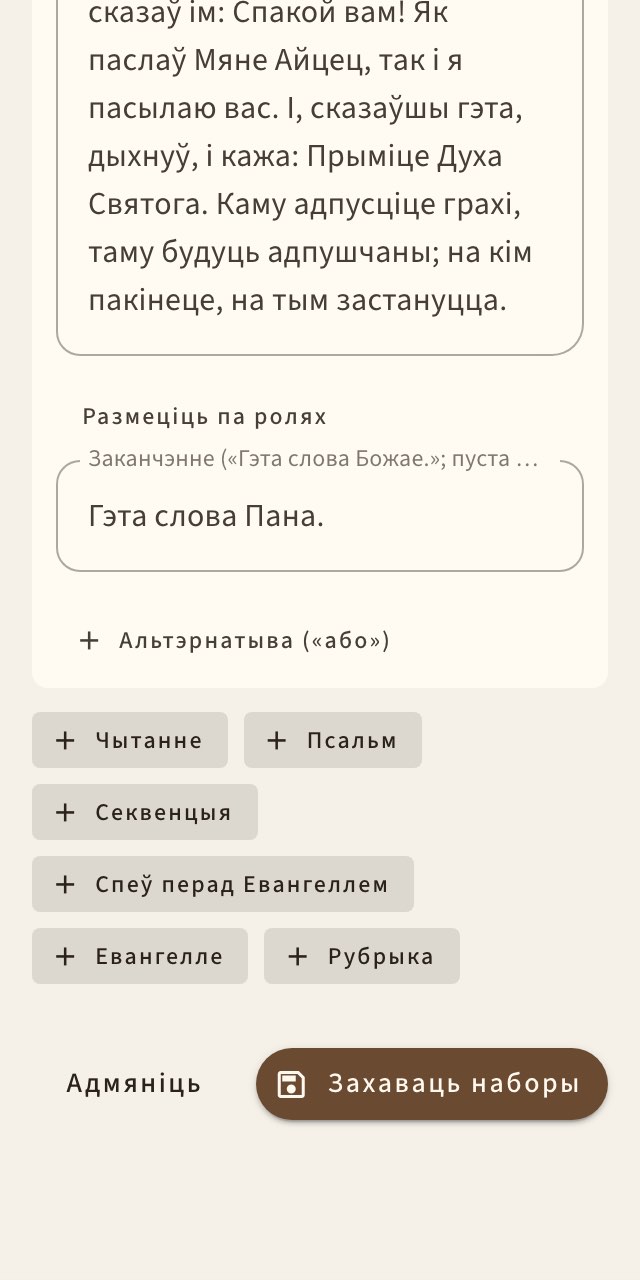 сказаў ім: Спакой вам! Як
паслаў Мяне Айцец, так і я
пасылаю вас. І, сказаўшы гэта,
дыхнуў, і кажа: Прыміце Духа
Святога. Каму адпусціце грахі,
таму будуць адпушчаны; на кім
пакінеце, на тым застануцца.
Размеціць па ролях
Заканчэнне («Гэта слова Божае.»; пуста ...
Гэта слова Пана.
+ Альтэрнатыва («або»)
+ Чытанне + Псальм
+ Секвенцыя
+ Спеў перад Евангеллем
+ Евангелле + Рубрыка
Адмяніць Захаваць наборы